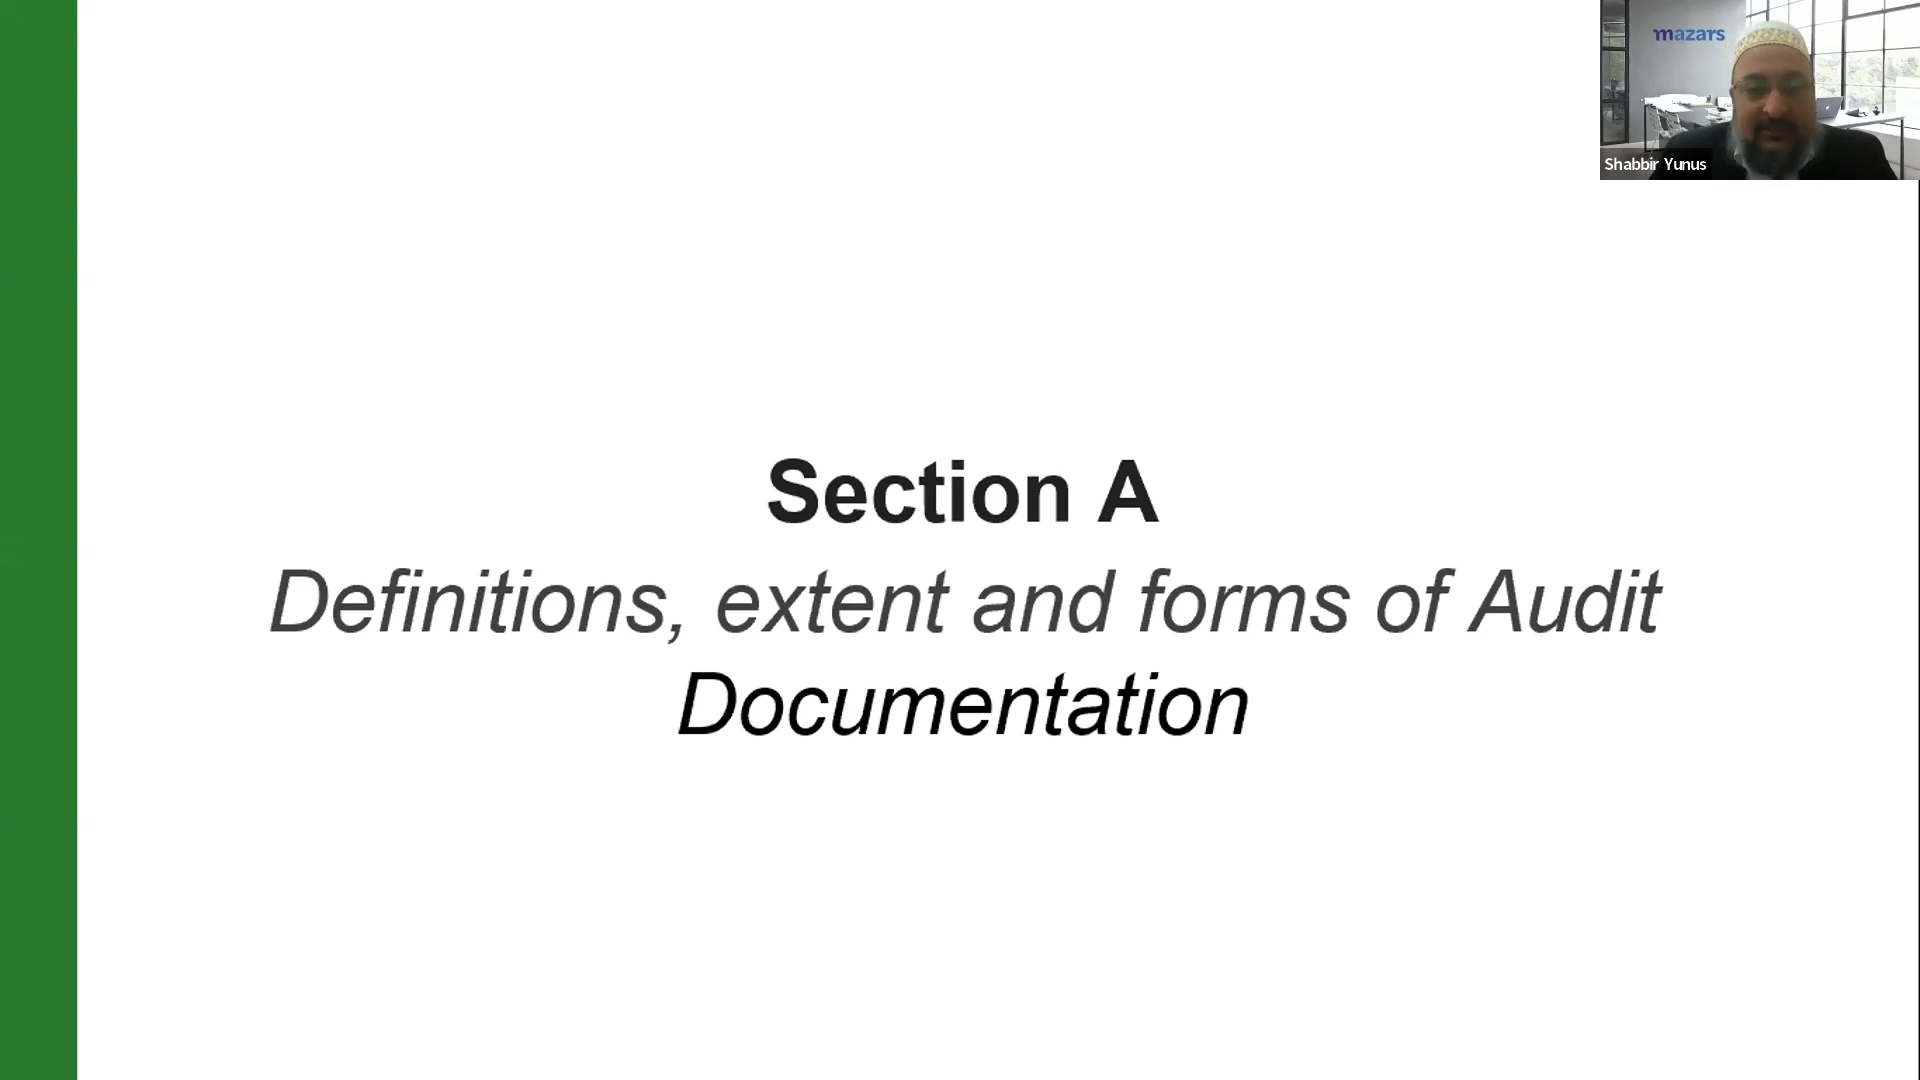 mazars
Shabbir Yunus
Section A
Definitions, extent and forms of Audit
Documentation